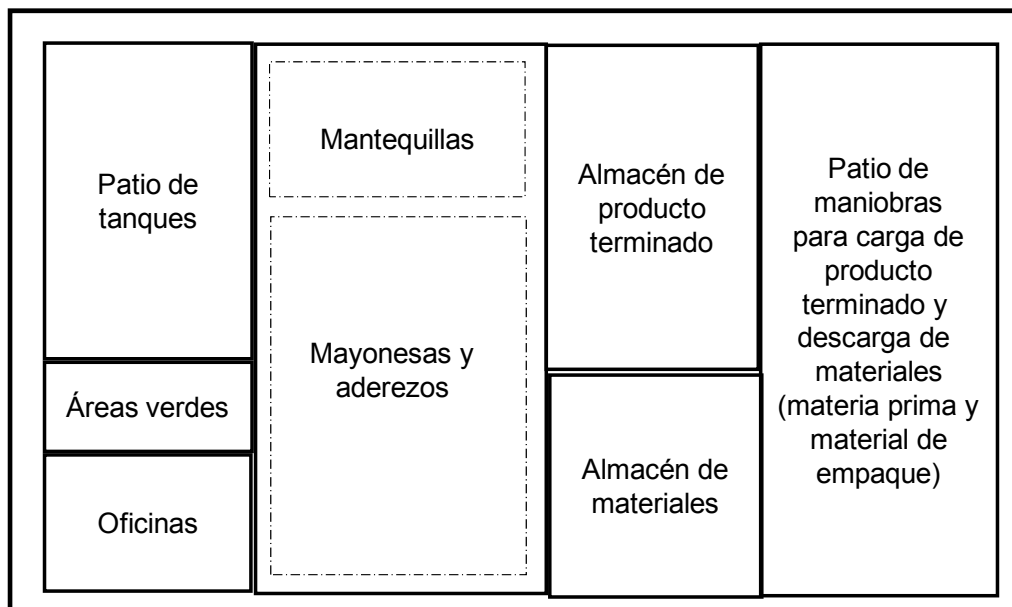 Patio de
tanques
Áreas verdes
Oficinas
Mantequillas
Mayonesas y
aderezos
Almacén de
producto
terminado
Almacén de
materiales
Patio de
maniobras
para carga de
producto
terminado y
descarga de
materiales
(materia prima y
material de
empaque)